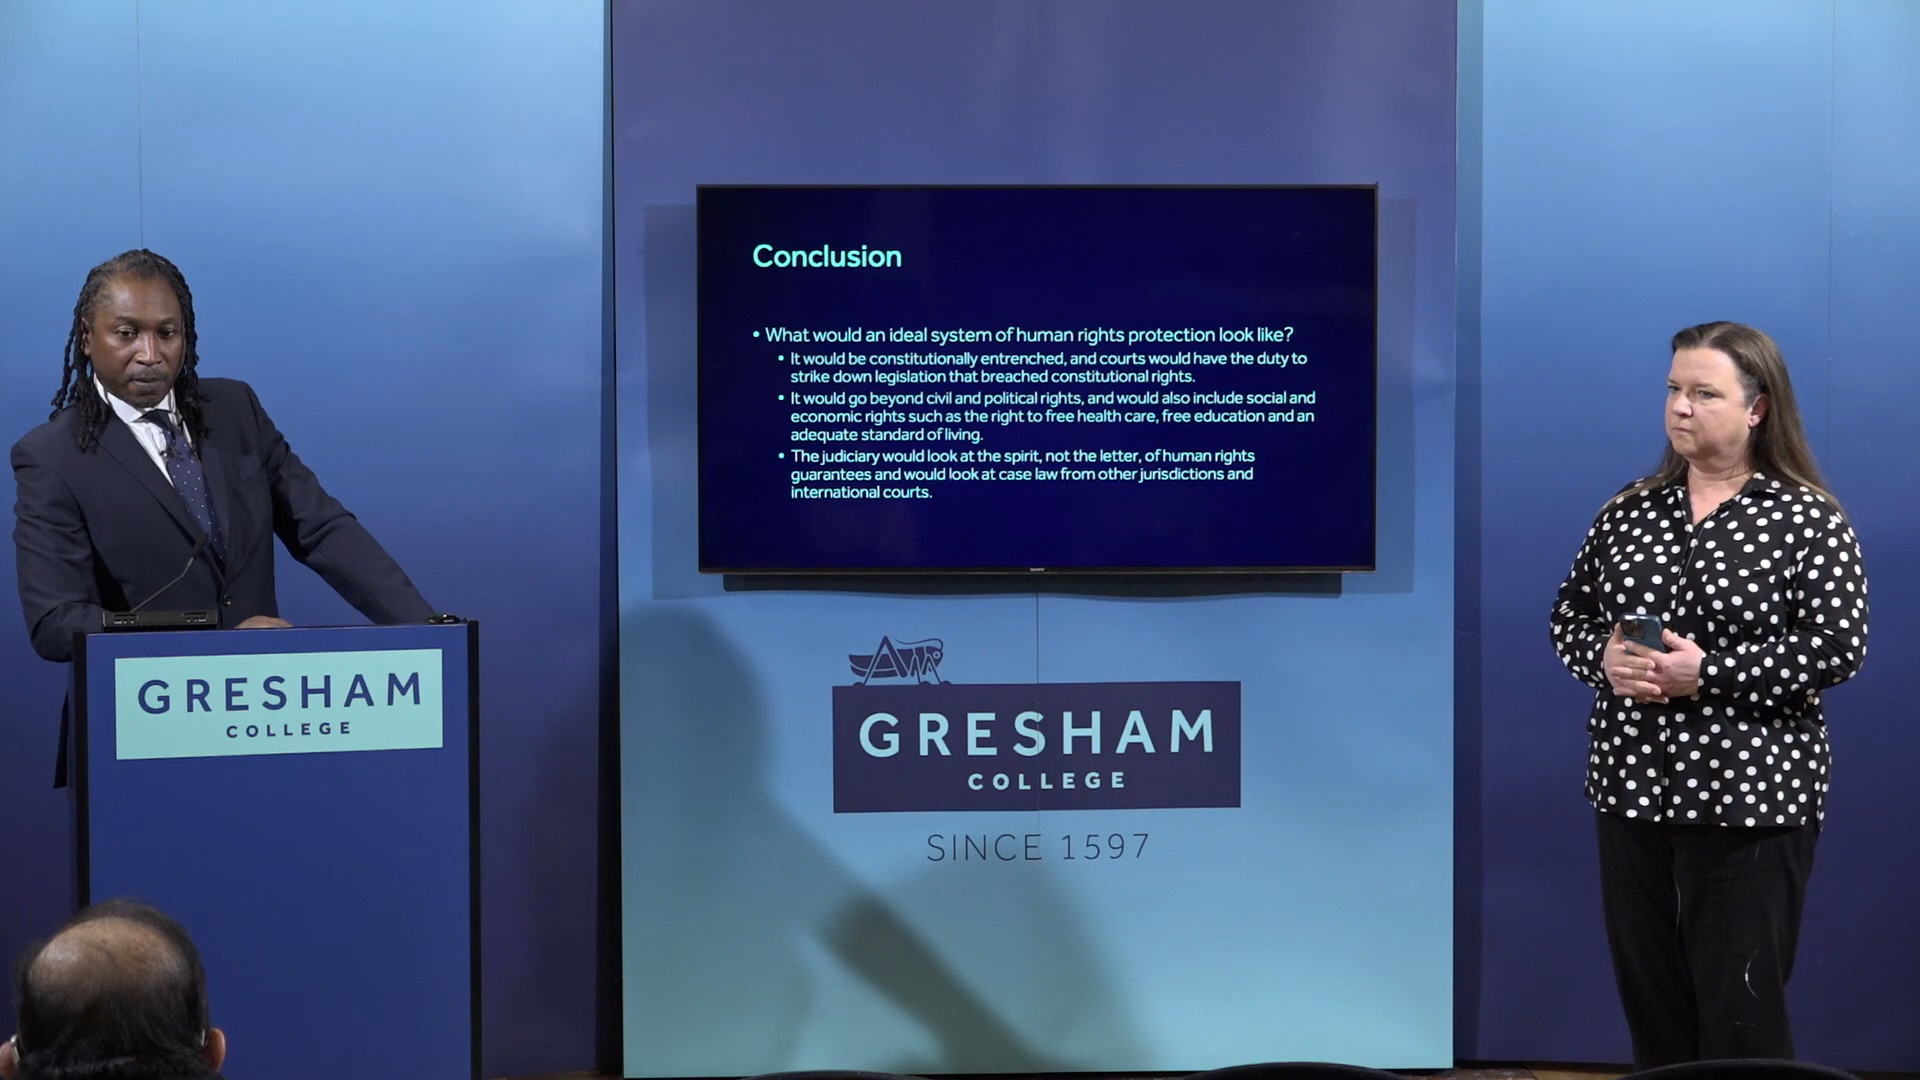 Conclusion
• What would an ideal system of human rights protection look like?
• It would be constitutionally entrenched, and courts would have the duty to
strike down legislation that breached constitutional rights.
• It would go beyond civil and political rights, and would also include social and
economic rights such as the right to free health care, free education and an
adequate standard of living.
• The judiciary would look at the spirit, not the letter, of human rights
guarantees and would look at case law from other jurisdictions and
international courts.
SONY
GRESHAM
COLLEGE
GRESHAM
COLLEGE
SINCE 1597